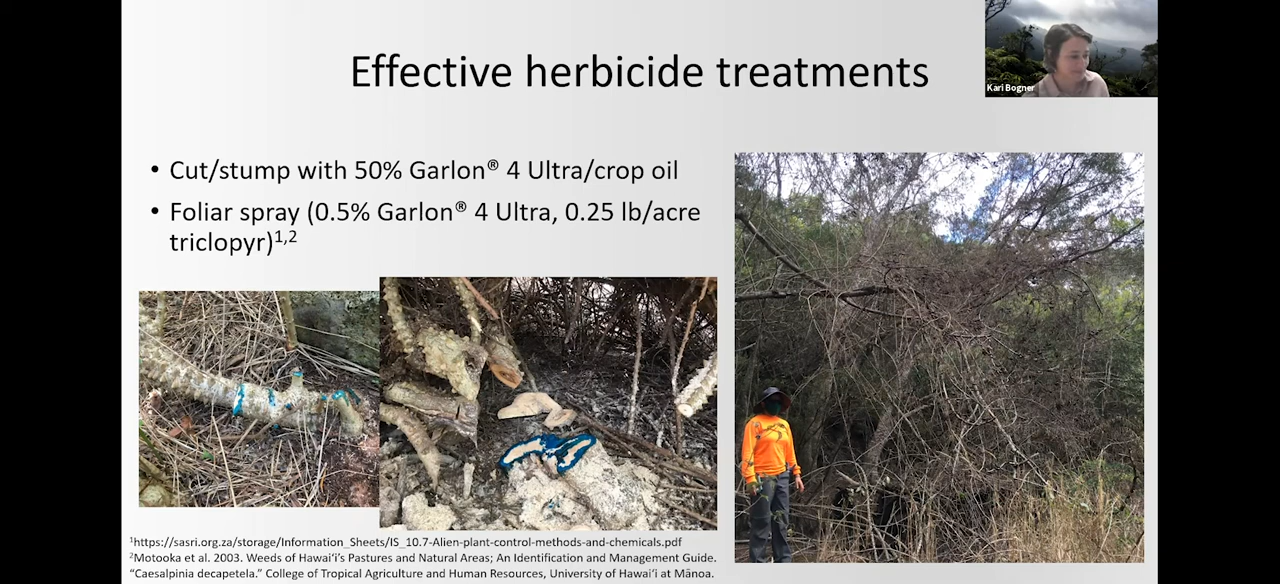 Effective herbicide treatments
Kari Bogner
• Cut/stump with 50% Garlon® 4 Ultra/crop oil
• Foliar spray (0.5% Garlon® 4 Ultra, 0.25 lb/acre
triclopyr)1,2
1https://sasri.org.za/storage/Information_Sheets/IS_10.7-Alien-plant-control-methods-and-chemicals.pdf
2Motooka et al. 2003. Weeds of Hawai‘i’s Pastures and Natural Areas; An Identification and Management Guide.
“Caesalpinia decapetela.” College of Tropical Agriculture and Human Resources, University of Hawai‘i at Mānoa.